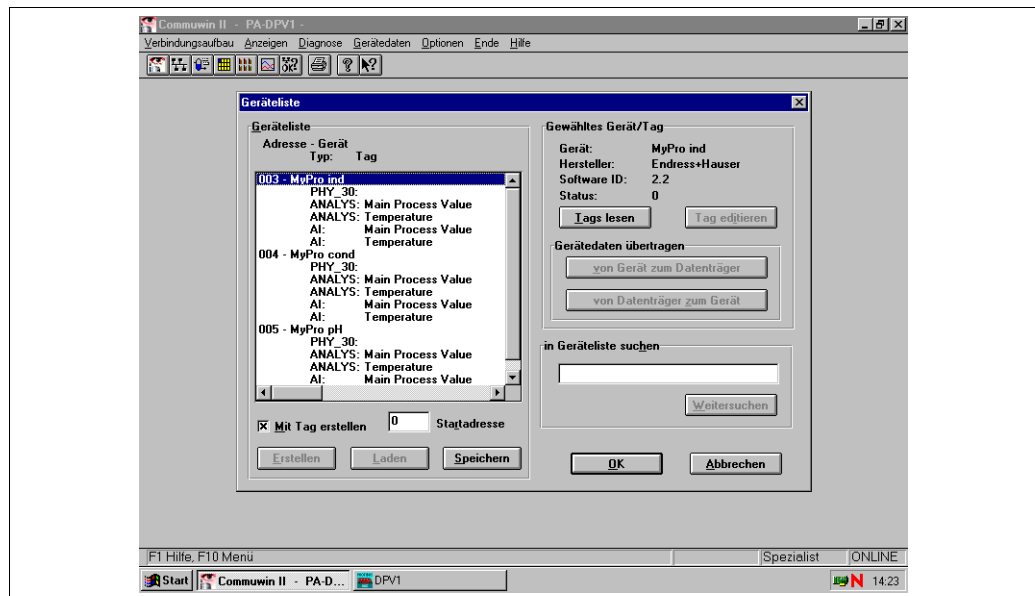 Commuwin II - PA-DPV1 -
Verbindungsaufbau Anzeigen Diagnose Gerätedaten Optionen Ende Hilfe
Geräteliste
Geräteliste
Adresse - Gerät
Typ: Tag
003 - MyPro ind
PHY_30:
ANALYS: Main Process Value
ANALYS: Temperature
AI: Main Process Value
AI: Temperature
004 - MyPro cond
PHY_30:
ANALYS: Main Process Value
ANALYS: Temperature
AI: Main Process Value
AI: Temperature
005 - MyPro pH
PHY_30:
ANALYS: Main Process Value
ANALYS: Temperature
AI: Main Process Value
Mit Tag erstellen 0 Startadresse
Erstellen Laden Speichern
Gewähltes Gerät/Tag
Gerät: MyPro ind
Hersteller: Endress+Hauser
Software ID: 2.2
Status: 0
Tags lesen Tag editieren
Gerätedaten übertragen
von Gerät zum Datenträger
von Datenträger zum Gerät
in Geräteliste suchen
Weitersuchen
OK Abbrechen
F1 Hilfe, F10 Menü Spezialist ONLINE
Start Commuwin II - PA-D... DPV1 N 14:23